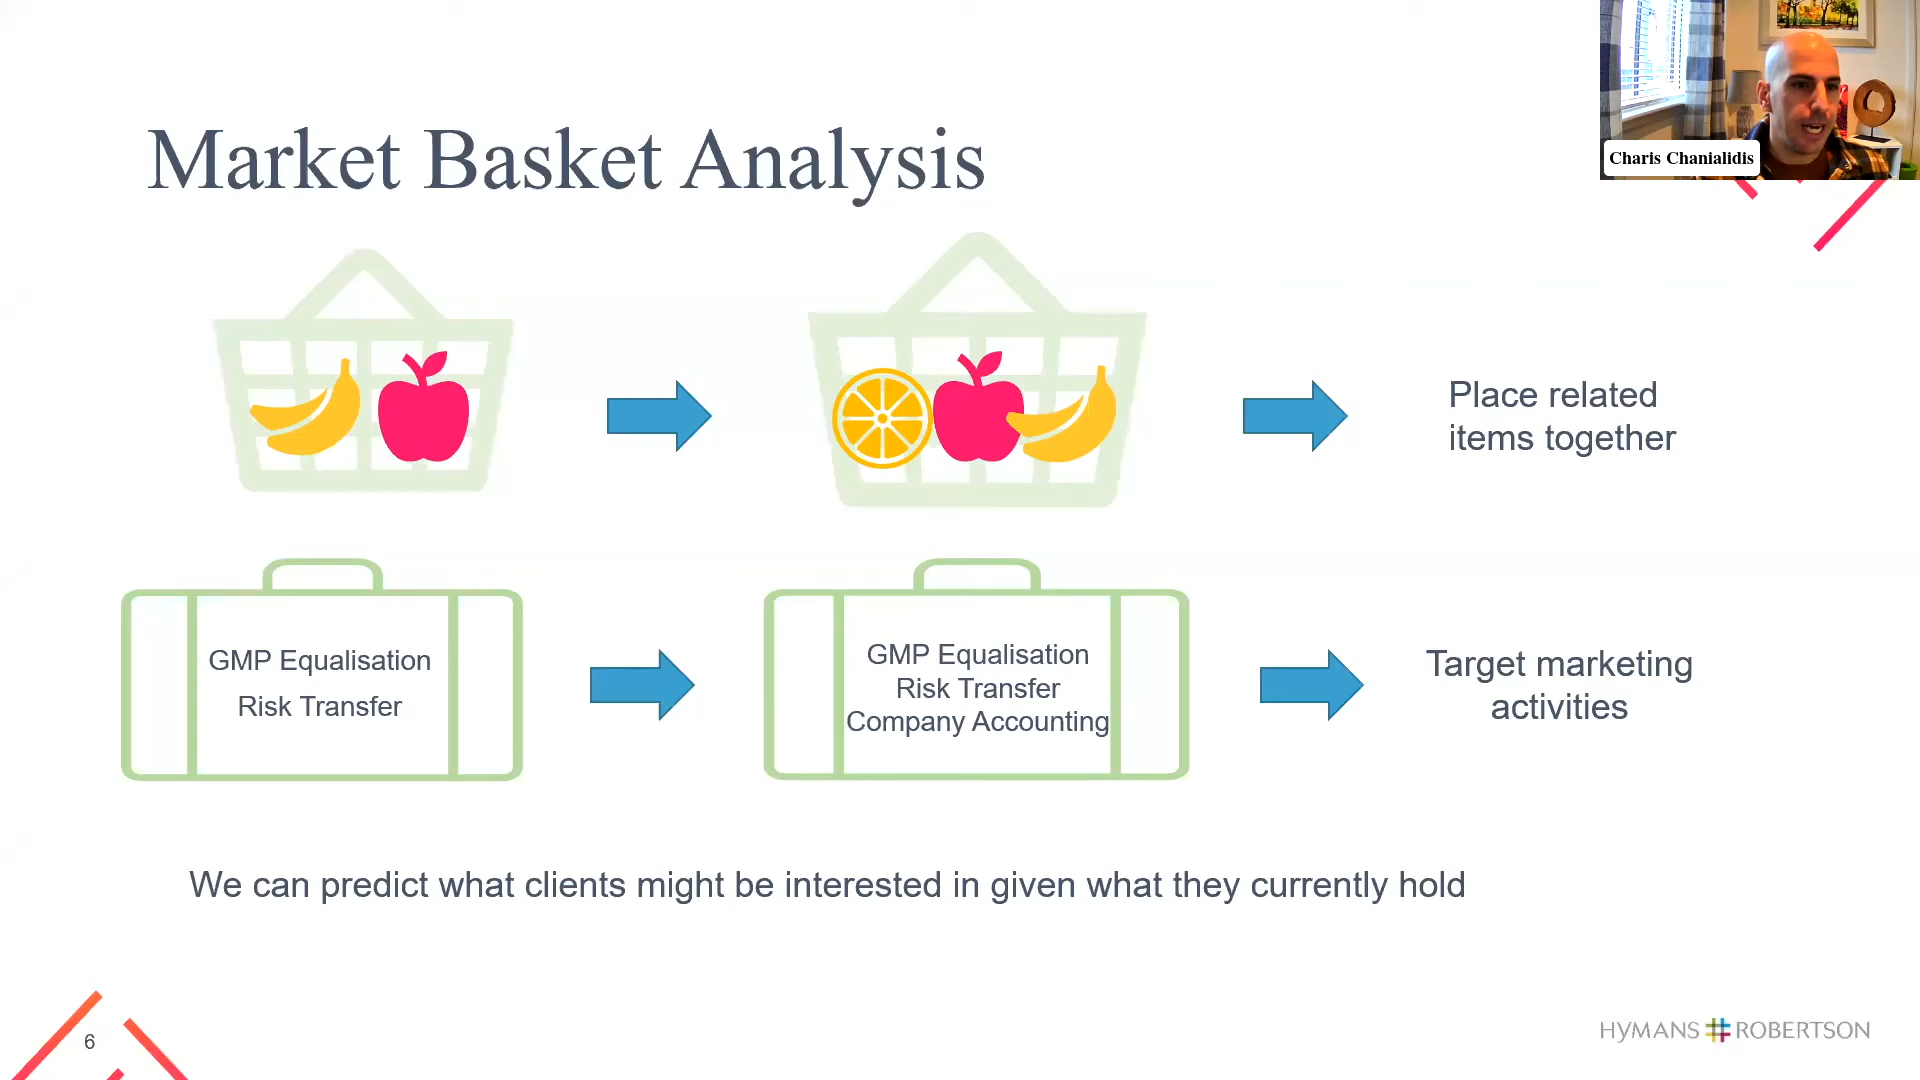 Charis Chanialidis
Market Basket Analysis
Place related
items together
GMP Equalisation
Risk Transfer
GMP Equalisation
Risk Transfer
Company Accounting
Target marketing
activities
We can predict what clients might be interested in given what they currently hold
6
HYMANS ROBERTSON